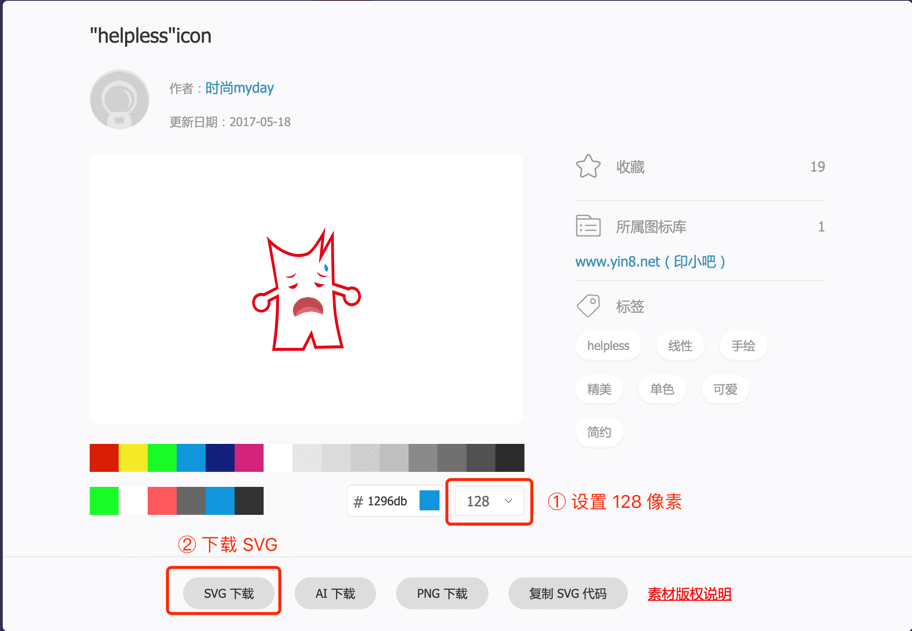 "helpless"icon
作者：时尚myday
更新日期：2017-05-18
收藏 19
所属图标库 1
www.yin8.net ( 印小吧 )
标签
helpless 线性 手绘
精美 单色 可爱
简约
# 1296db 128 ① 设置 128 像素
② 下载 SVG
SVG 下载 AI 下载 PNG 下载 复制 SVG 代码 素材版权说明